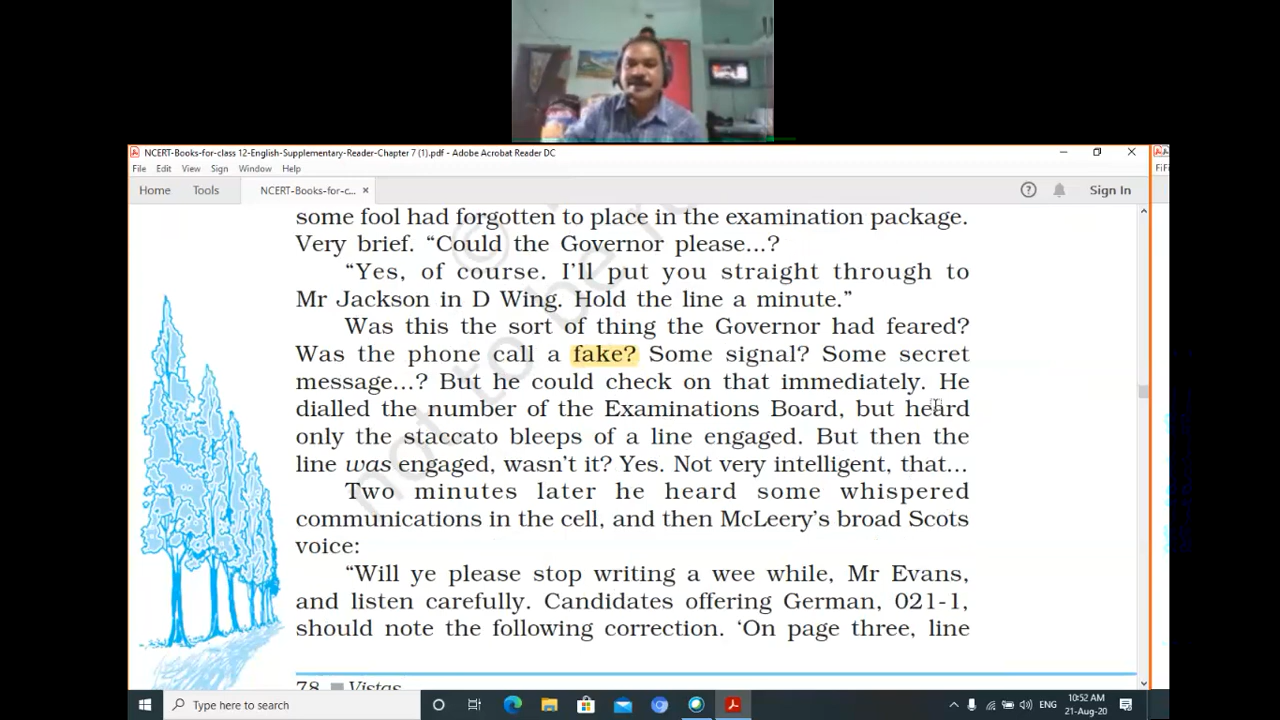 NCERT-Books-for-class 12-English-Supplementary-Reader-Chapter 7 (1).pdf - Adobe Acrobat Reader DC
File Edit View Sign Window Help
Home Tools NCERT-Books-for-c... × Sign In
FiFi
some fool had forgotten to place in the examination package.
Very brief. “Could the Governor please...?
“Yes, of course. I’ll put you straight through to
Mr Jackson in D Wing. Hold the line a minute.”
Was this the sort of thing the Governor had feared?
Was the phone call a fake? Some signal? Some secret
message...? But he could check on that immediately. He
dialled the number of the Examinations Board, but heard
only the staccato bleeps of a line engaged. But then the
line was engaged, wasn’t it? Yes. Not very intelligent, that...
Two minutes later he heard some whispered
communications in the cell, and then McLeery’s broad Scots
voice:
“Will ye please stop writing a wee while, Mr Evans,
and listen carefully. Candidates offering German, 021-1,
should note the following correction. ‘On page three, line
78 Vistas
not to be re
©
Type here to search
ENG
10:52 AM
21-Aug-20